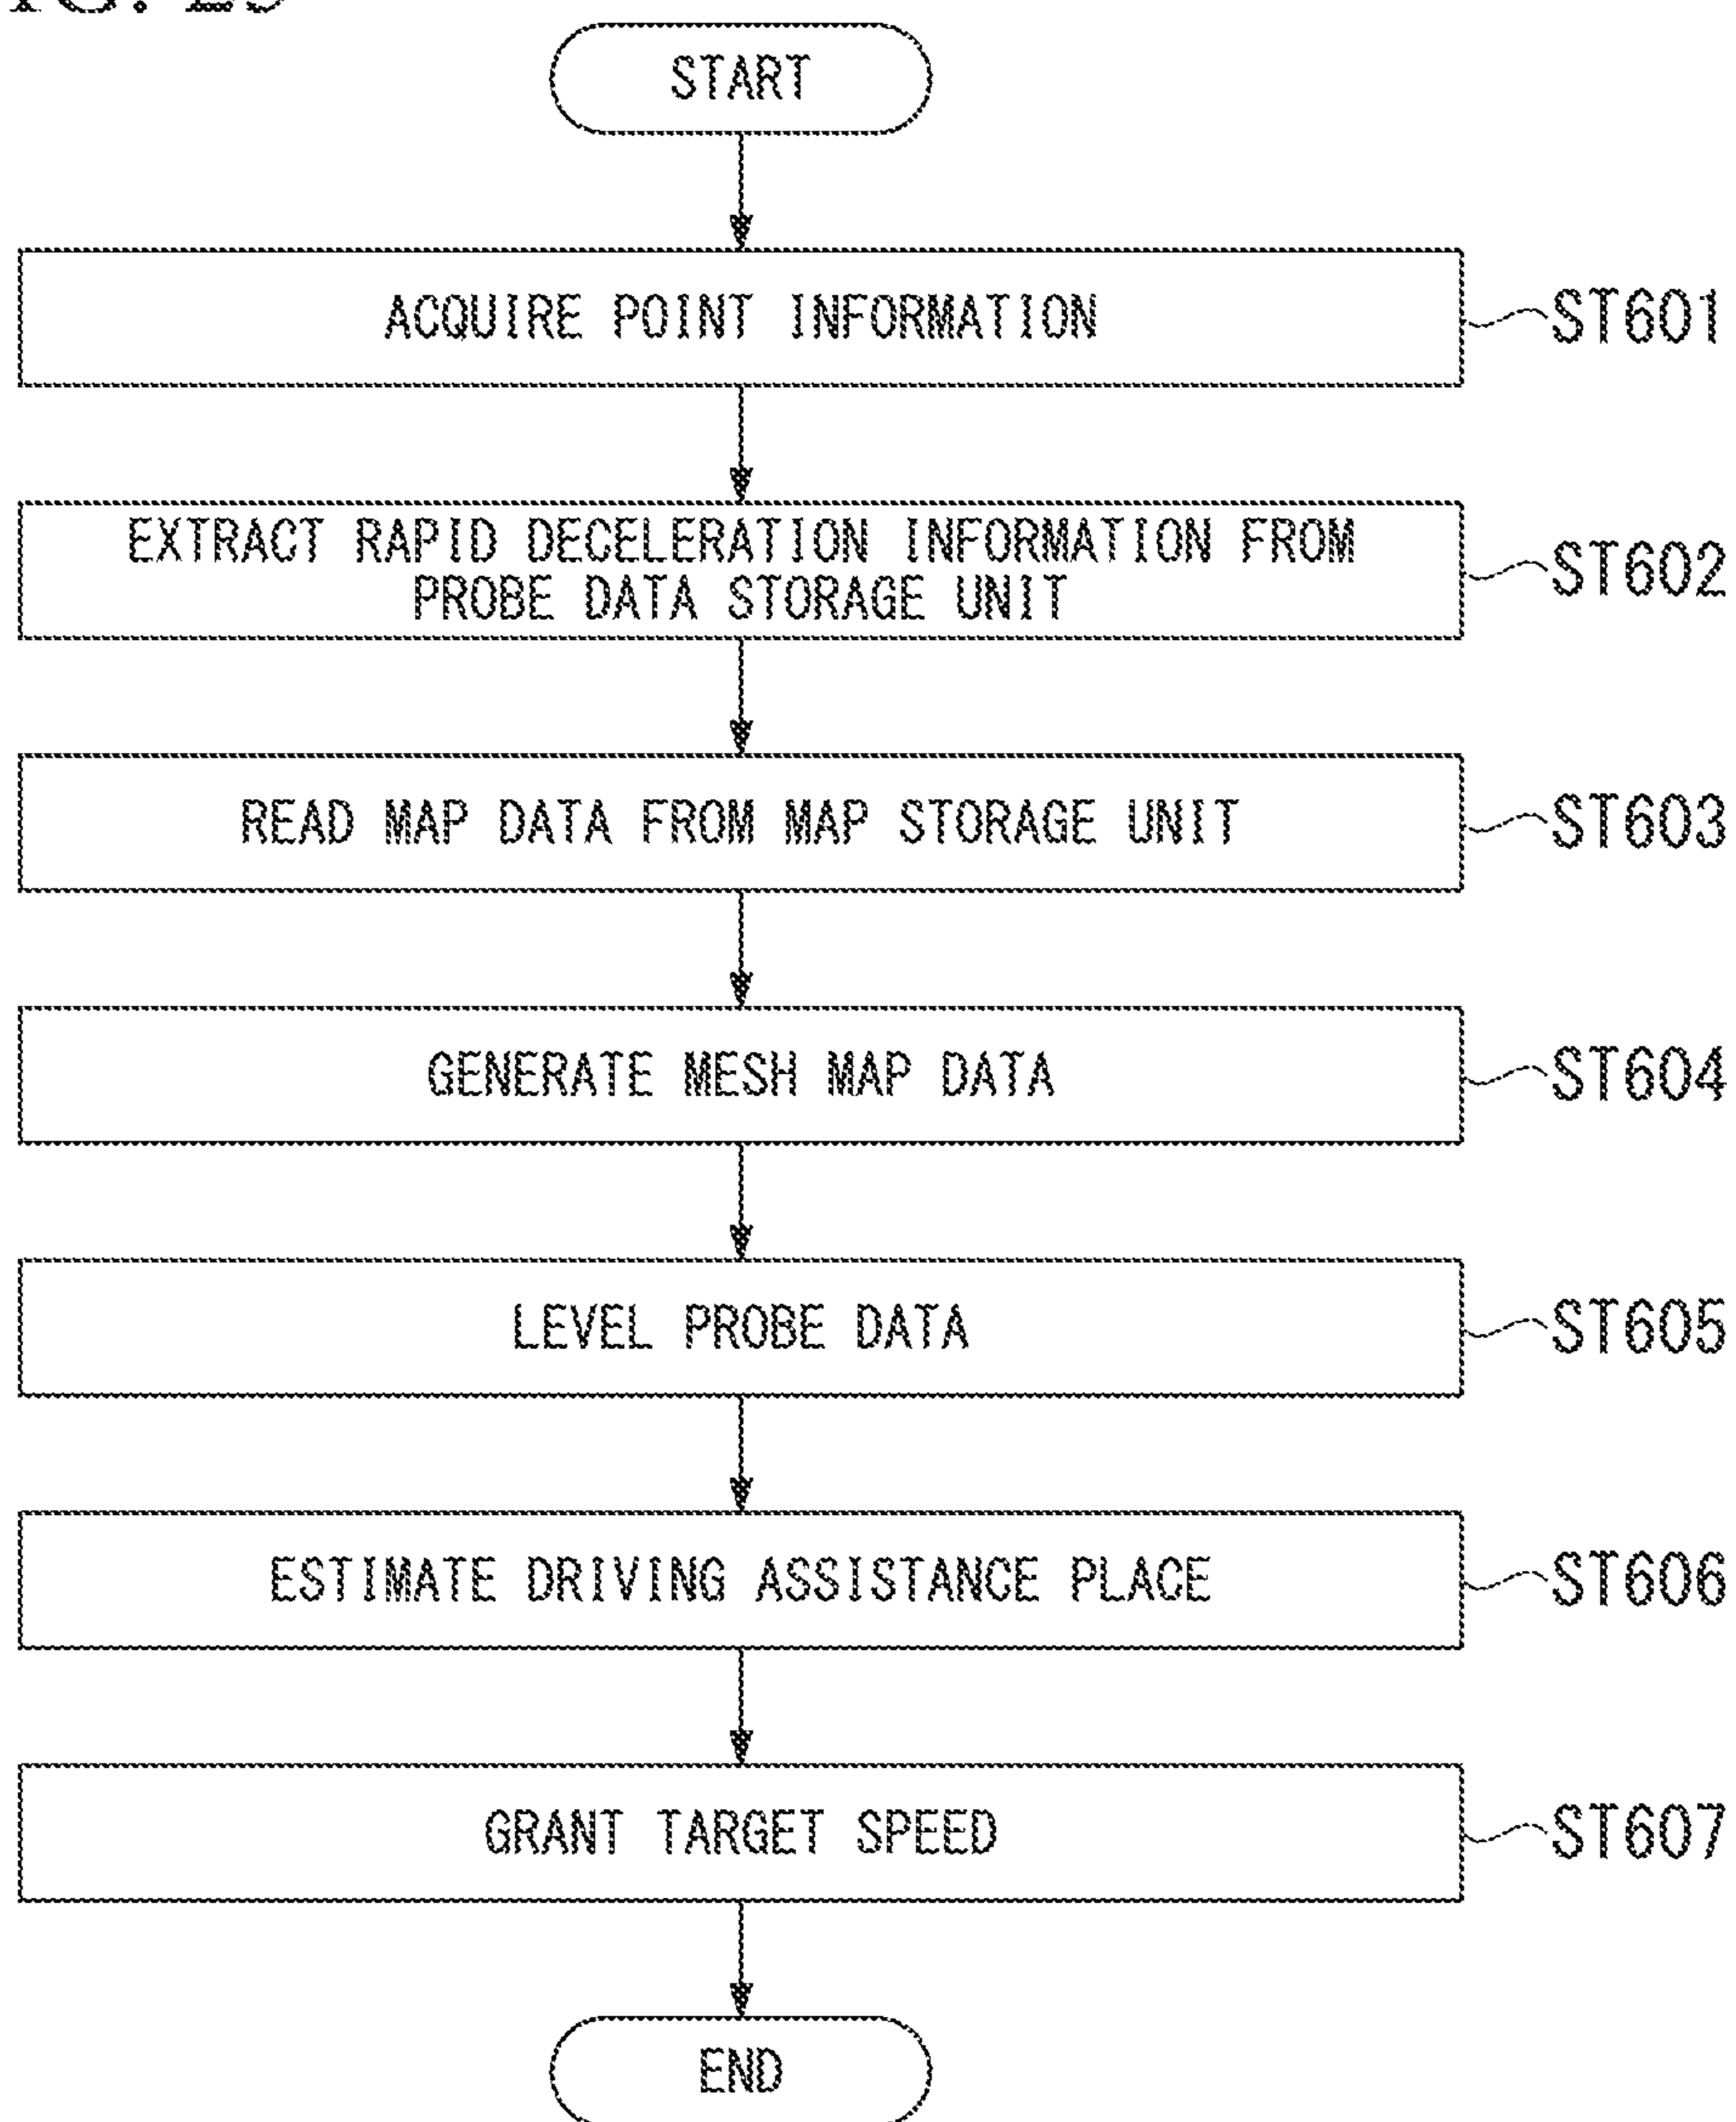 START
ACQUIRE POINT INFORMATION
ST601
EXTRACT RAPID DECELERATION INFORMATION FROM
PROBE DATA STORAGE UNIT
ST602
READ MAP DATA FROM MAP STORAGE UNIT
ST603
GENERATE MESH MAP DATA
ST604
LEVEL PROBE DATA
ST605
ESTIMATE DRIVING ASSISTANCE PLACE
ST606
GRANT TARGET SPEED
ST607
END